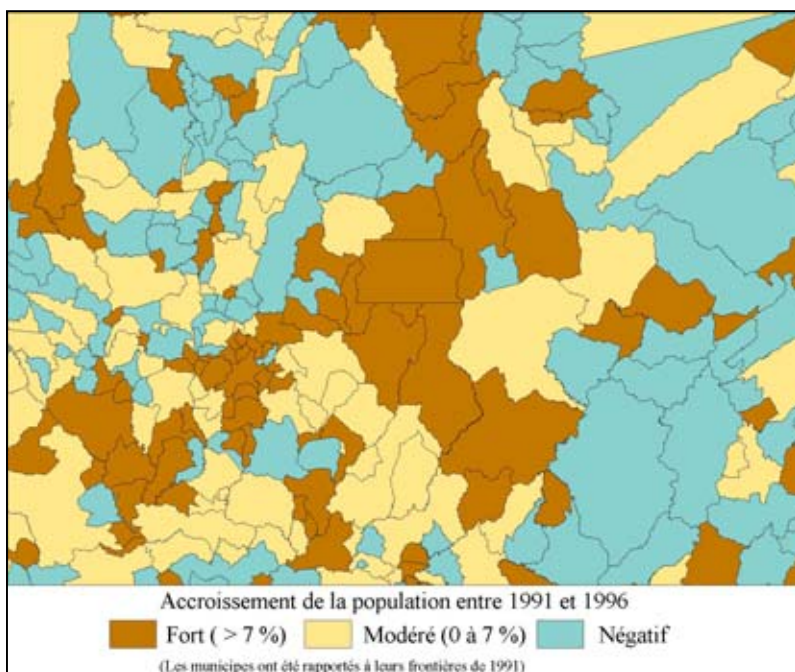 Accroissement de la population entre 1991 et 1996
Fort ( > 7 %) Modéré (0 à 7 %) Négatif
(Les municipes ont été rapportés à leurs frontières de 1991)